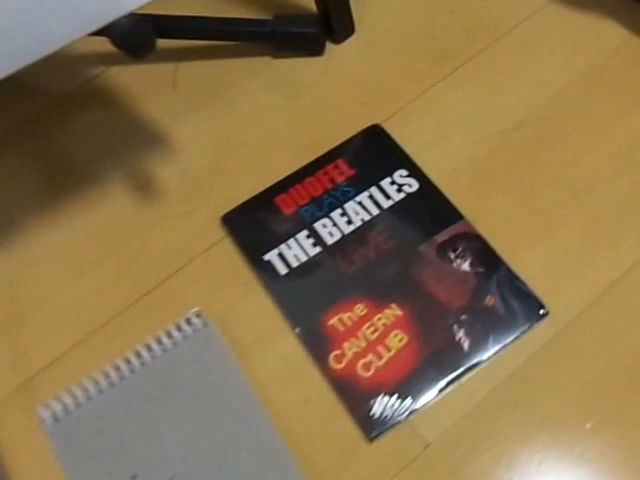 DUOFEL
PLAYS
THE BEATLES
LIVE
The
CAVERN
CLUB